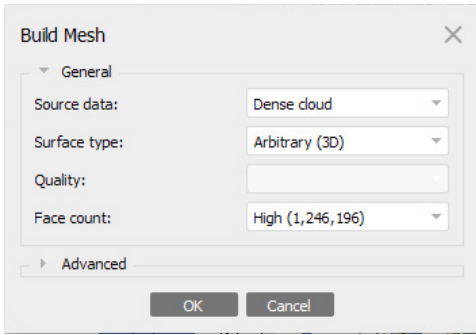 Build Mesh
General
Source data: Dense cloud
Surface type: Arbitrary (3D)
Quality:
Face count: High (1,246,196)
Advanced
OK Cancel